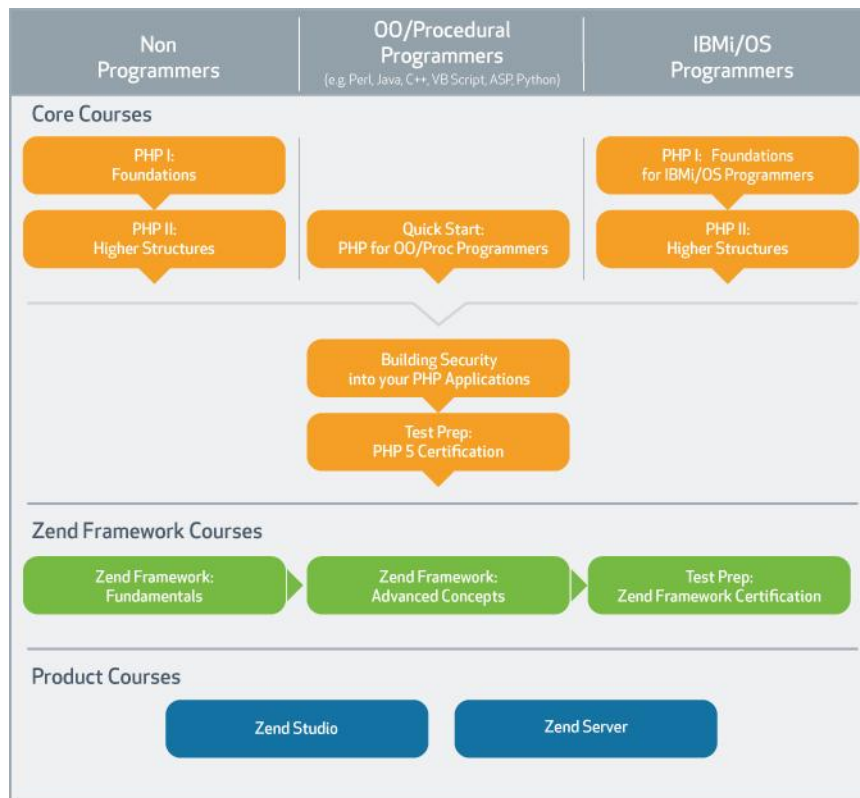 Non
Programmers
OO/Procedural
Programmers
(e.g. Perl, Java, C++, VB Script, ASP, Python)
IBMi/OS
Programmers
Core Courses
PHP I:
Foundations
PHP I: Foundations
for IBMi/OS Programmers
PHP II:
Higher Structures
Quick Start:
PHP for OO/Proc Programmers
PHP II:
Higher Structures
Building Security
into your PHP Applications
Test Prep:
PHP 5 Certification
Zend Framework Courses
Zend Framework:
Fundamentals
Zend Framework:
Advanced Concepts
Test Prep:
Zend Framework Certification
Product Courses
Zend Studio
Zend Server